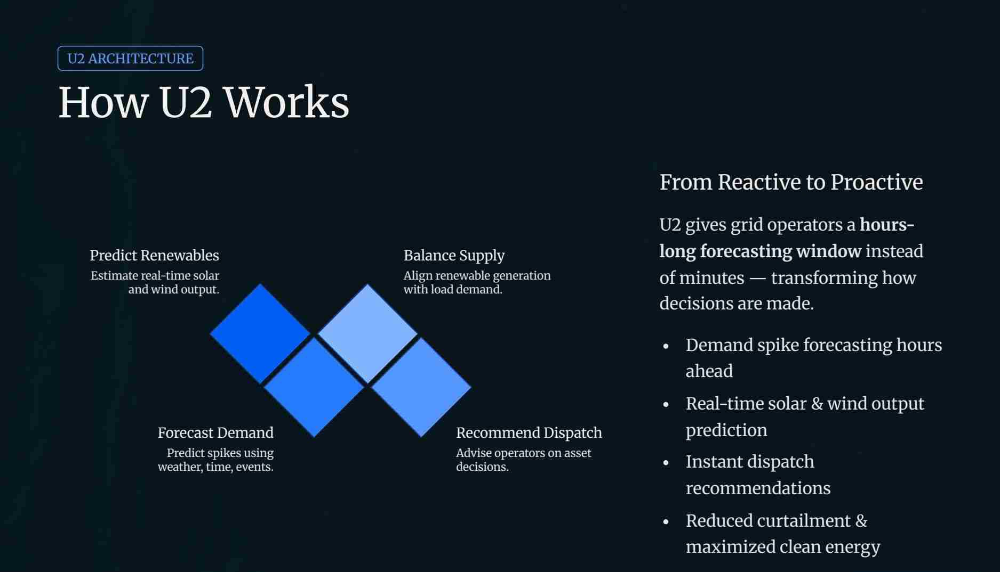 U2 ARCHITECTURE
How U2 Works
Predict Renewables
Estimate real-time solar
and wind output.
Balance Supply
Align renewable generation
with load demand.
Forecast Demand
Predict spikes using
weather, time, events.
Recommend Dispatch
Advise operators on asset
decisions.
From Reactive to Proactive
U2 gives grid operators a hours-
long forecasting window instead
of minutes — transforming how
decisions are made.
• Demand spike forecasting hours
ahead
• Real-time solar & wind output
prediction
• Instant dispatch
recommendations
• Reduced curtailment &
maximized clean energy